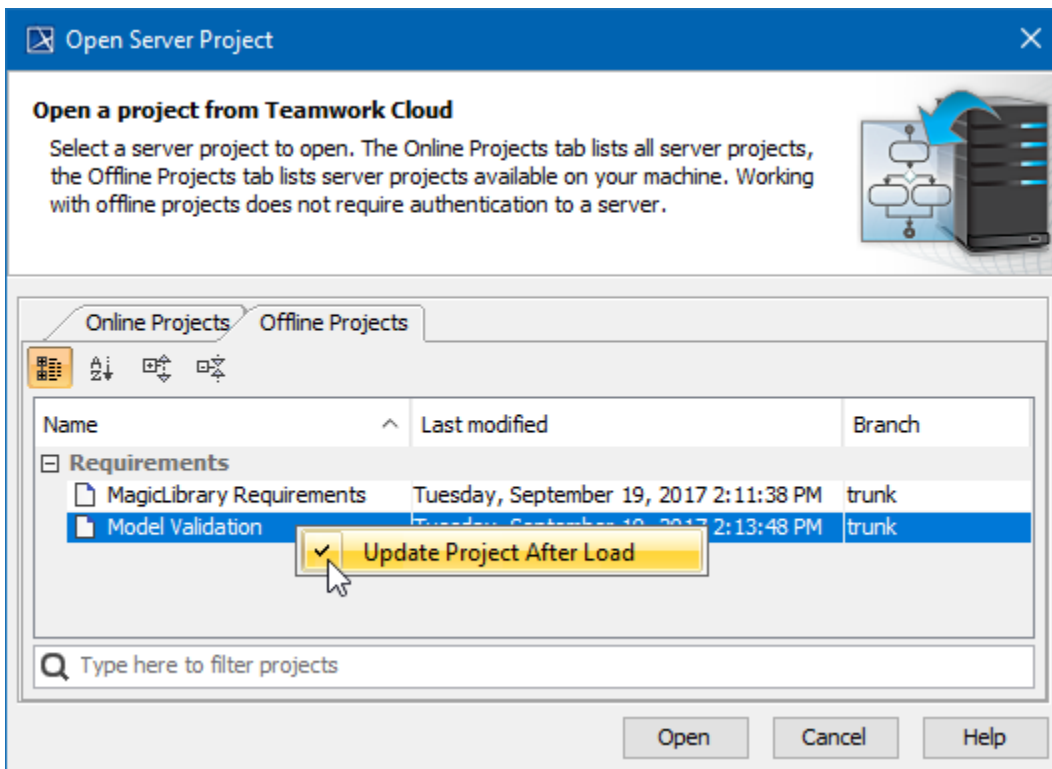 Open Server Project
Open a project from Teamwork Cloud
Select a server project to open. The Online Projects tab lists all server projects,
the Offline Projects tab lists server projects available on your machine. Working
with offline projects does not require authentication to a server.
Online Projects Offline Projects
Name Last modified Branch
Requirements
MagicLibrary Requirements Tuesday, September 19, 2017 2:11:38 PM trunk
Model Validation Tuesday, September 19, 2017 2:13:48 PM trunk
Update Project After Load
Type here to filter projects
Open Cancel Help